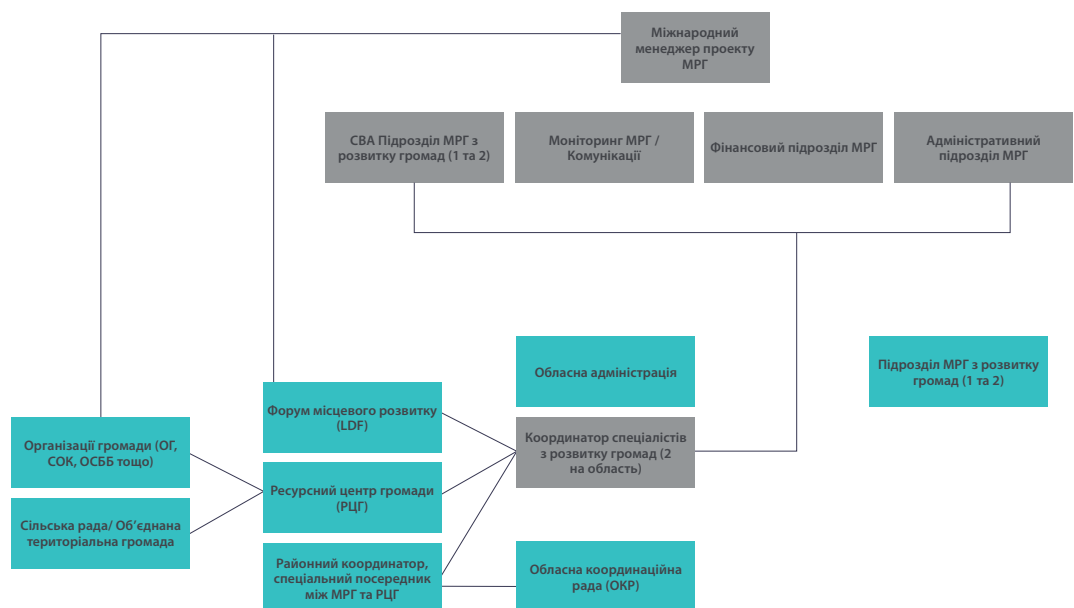 Міжнародний
менеджер проекту
МРГ
СВА Підрозділ МРГ з
розвитку громад (1 та 2)
Моніторинг МРГ /
Комунікації
Фінансовий підрозділ МРГ
Адміністративний
підрозділ МРГ
Обласна адміністрація
Підрозділ МРГ з розвитку
громад (1 та 2)
Форум місцевого розвитку
(LDF)
Організації громади (ОГ,
СОК, ОСББ тощо)
Координатор спеціалістів
з розвитку громад (2
на область)
Ресурсний центр громади
(РЦГ)
Сільська рада/ Об’єднана
територіальна громада
Районний координатор,
спеціальний посередник
між МРГ та РЦГ
Обласна координаційна
рада (ОКР)